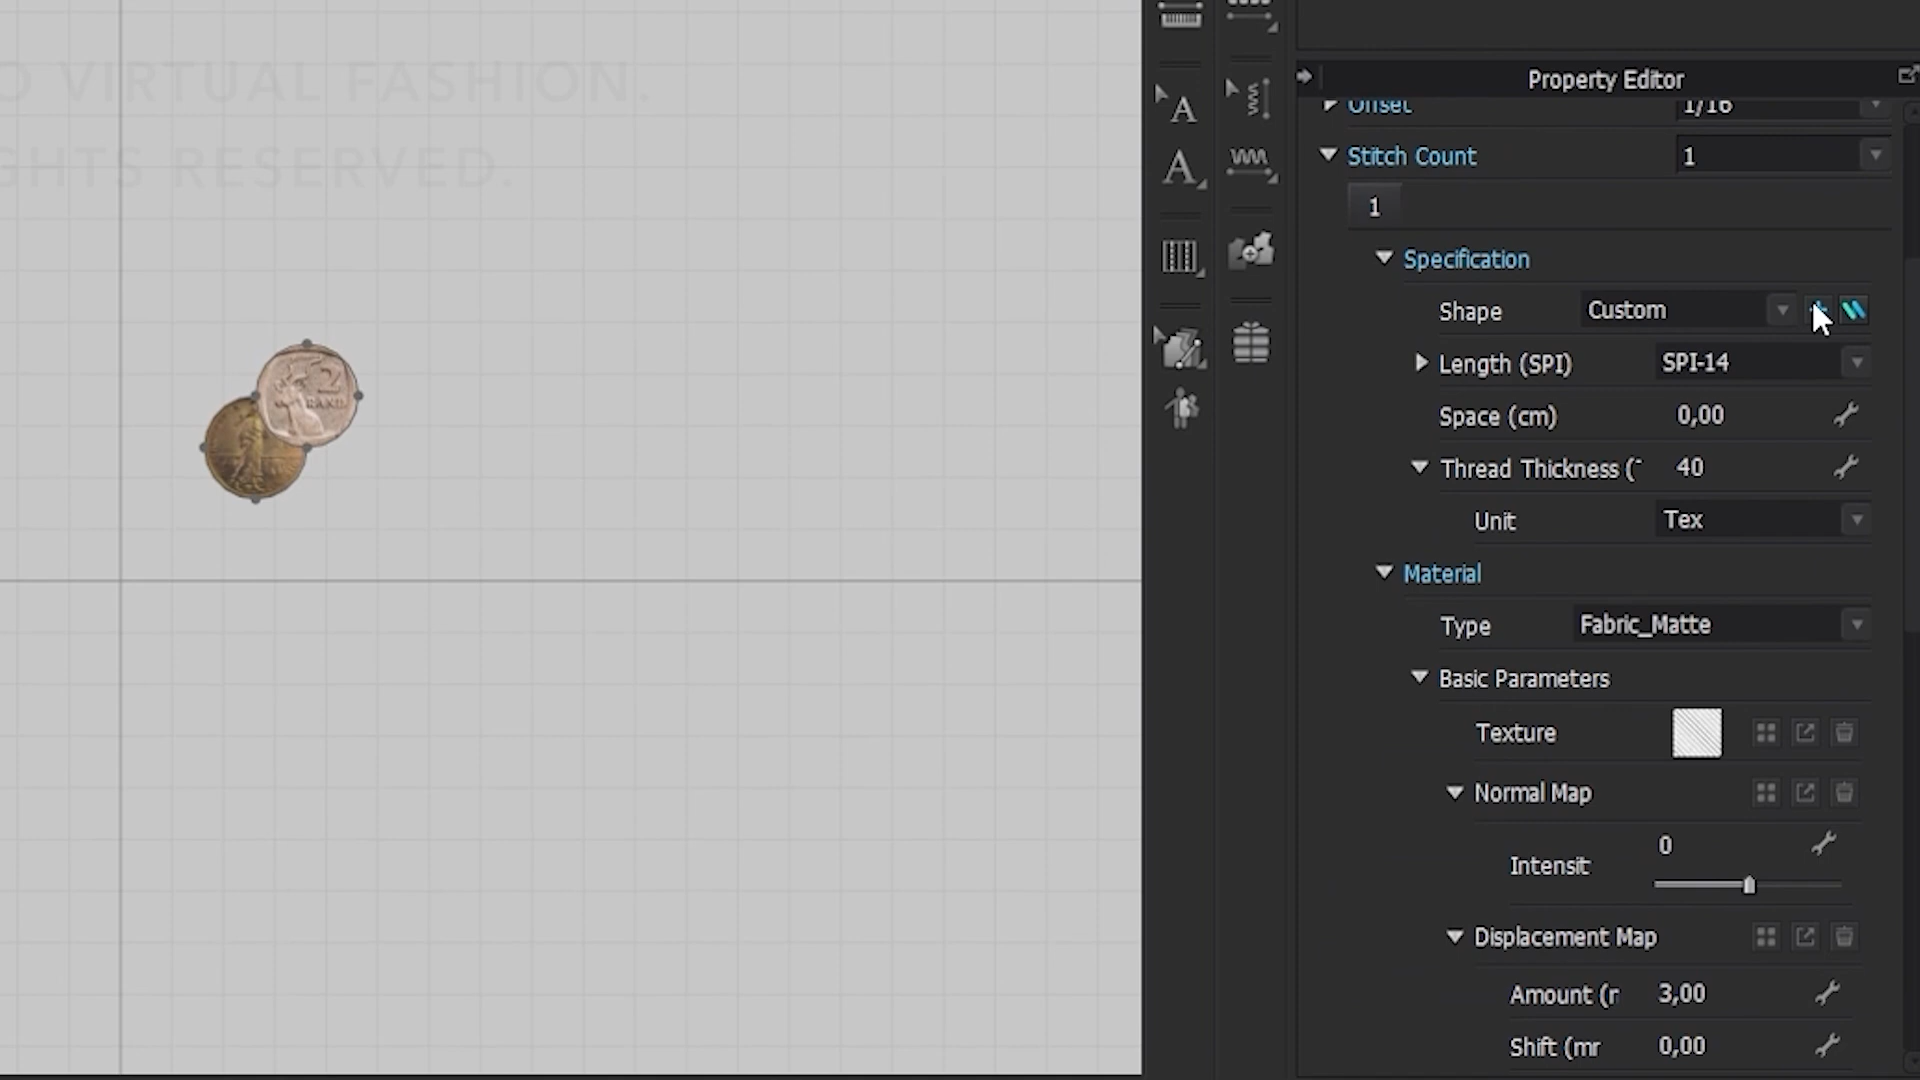 O VIRTUAL FASHION.
GHTS RESERVED.
2
RAND
A
A
Property Editor
Offset 1/16
Stitch Count 1
1
Specification
Shape Custom
Length (SPI) SPI-14
Space (cm) 0,00
Thread Thickness (T 40
Unit Tex
Material
Type Fabric_Matte
Basic Parameters
Texture
Normal Map
Intensit 0
Displacement Map
Amount (r 3,00
Shift (mr 0,00